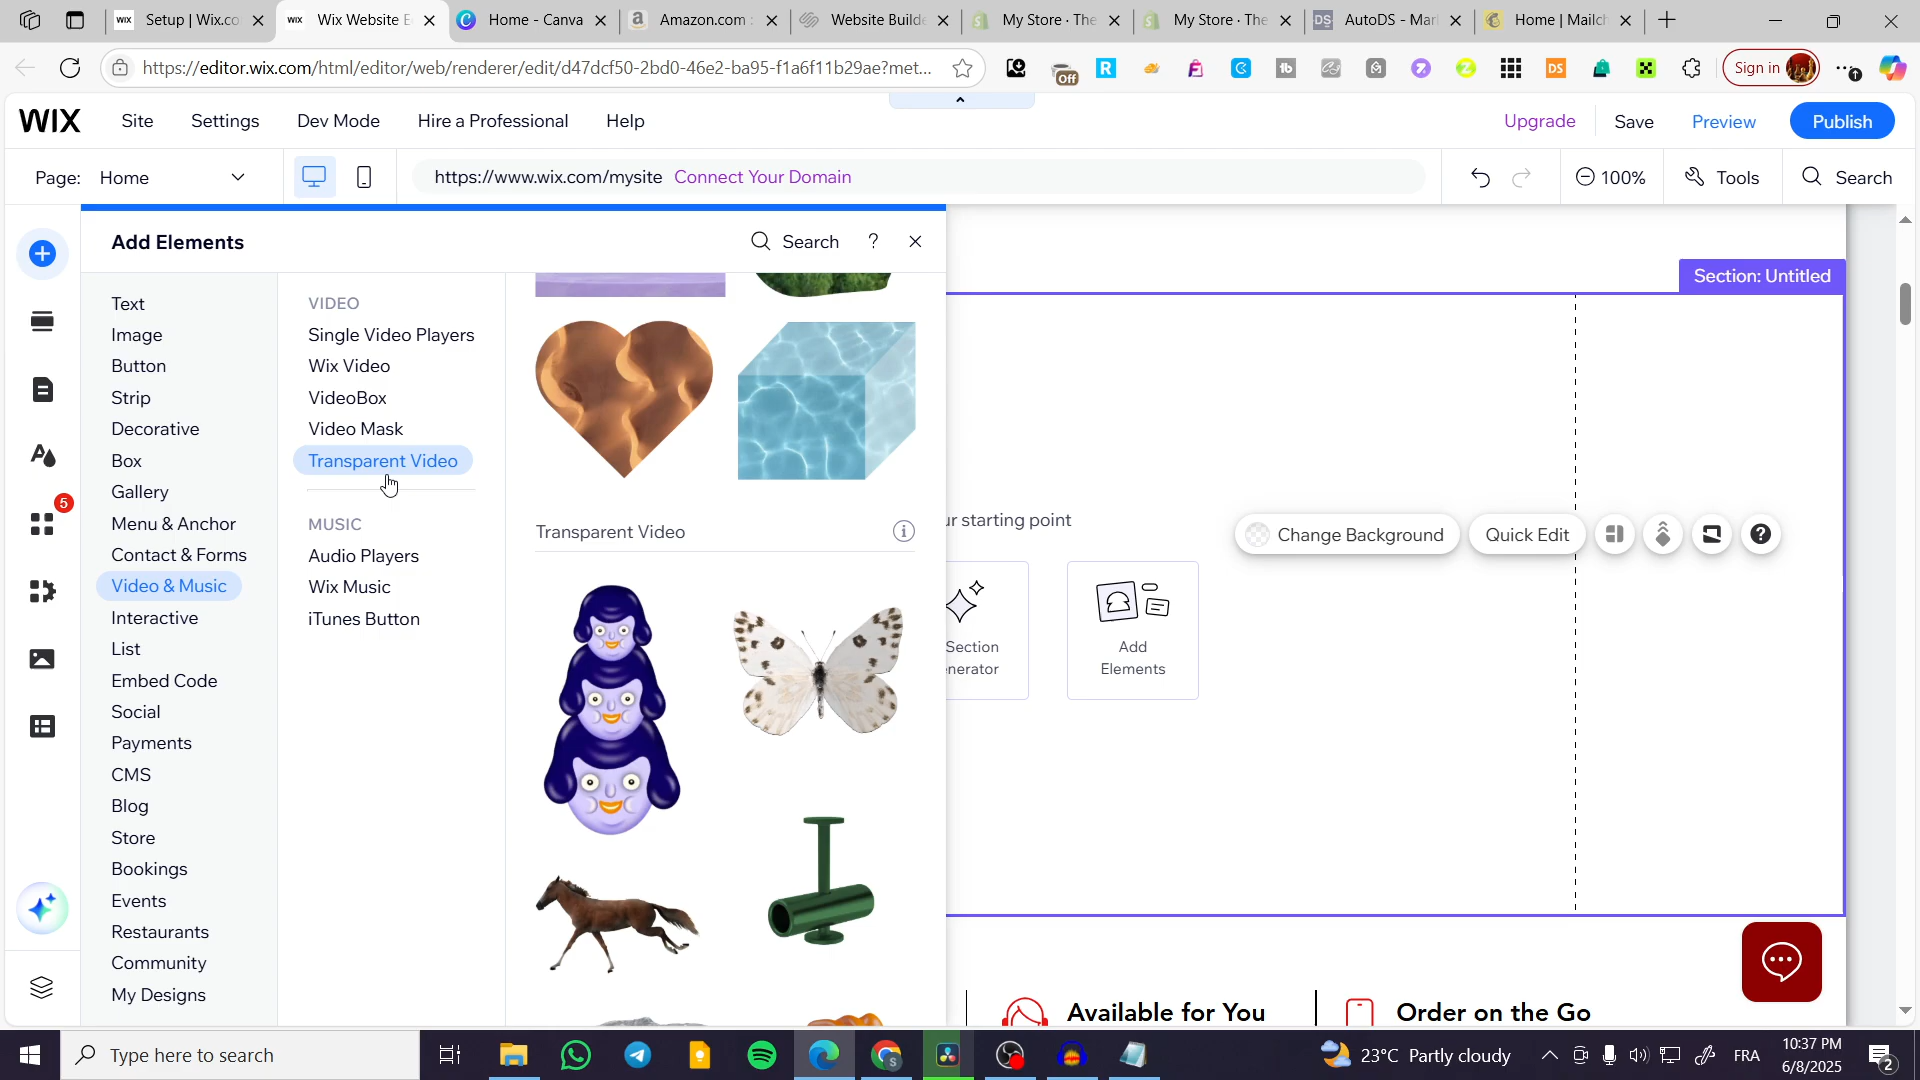 Setup | Wix.co
Wix Website E
Home - Canva
Amazon.com :
Website Builde
My Store · The
My Store · The
AutoDS - Mar
Home | Mailch
https://editor.wix.com/html/editor/web/renderer/edit/d47dcf50-2bd0-46e2-ba95-f1a6f11b29ae?met...
Off
Sign in
WIX
Site
Settings
Dev Mode
Hire a Professional
Help
Upgrade
Save
Preview
Publish
Page: Home
https://www.wix.com/mysite Connect Your Domain
100%
Tools
Search
Add Elements
Search
?
Section: Untitled
Text
Image
Button
Strip
Decorative
Box
Gallery
Menu & Anchor
Contact & Forms
Video & Music
Interactive
List
Embed Code
Social
Payments
CMS
Blog
Store
Bookings
Events
Restaurants
Community
My Designs
5
VIDEO
Single Video Players
Wix Video
VideoBox
Video Mask
Transparent Video
MUSIC
Audio Players
Wix Music
iTunes Button
Transparent Video
ur starting point
Section
nerator
Add
Elements
Change Background
Quick Edit
Available for You
Order on the Go
Type here to search
23°C Partly cloudy
FRA
10:37 PM
6/8/2025
2